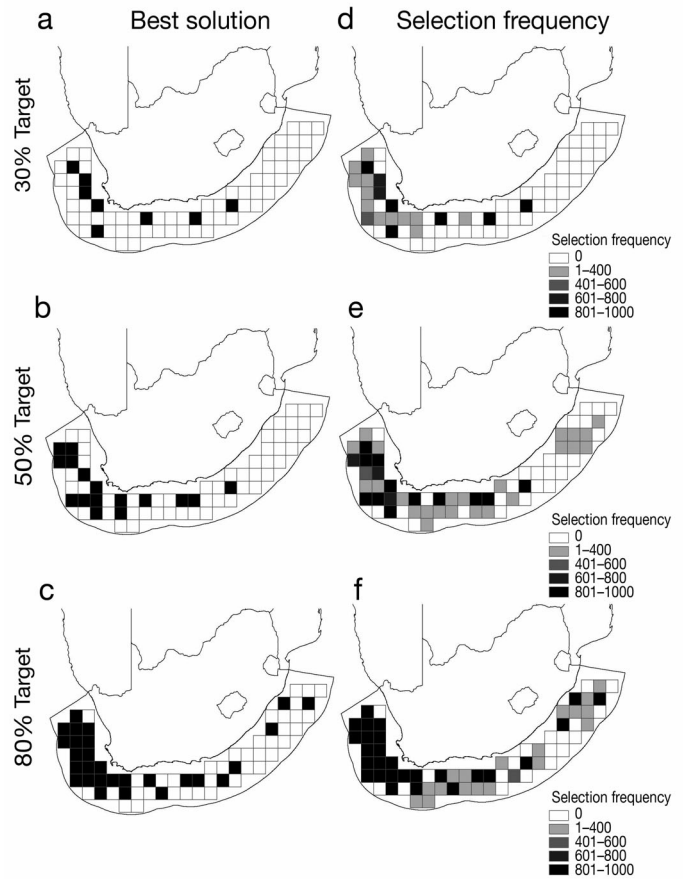 a Best solution d Selection frequency
30% Target
Selection frequency
0
1–400
401–600
601–800
801–1000
b e
50% Target
Selection frequency
0
1–400
401–600
601–800
801–1000
c f
80% Target
Selection frequency
0
1–400
401–600
601–800
801–1000